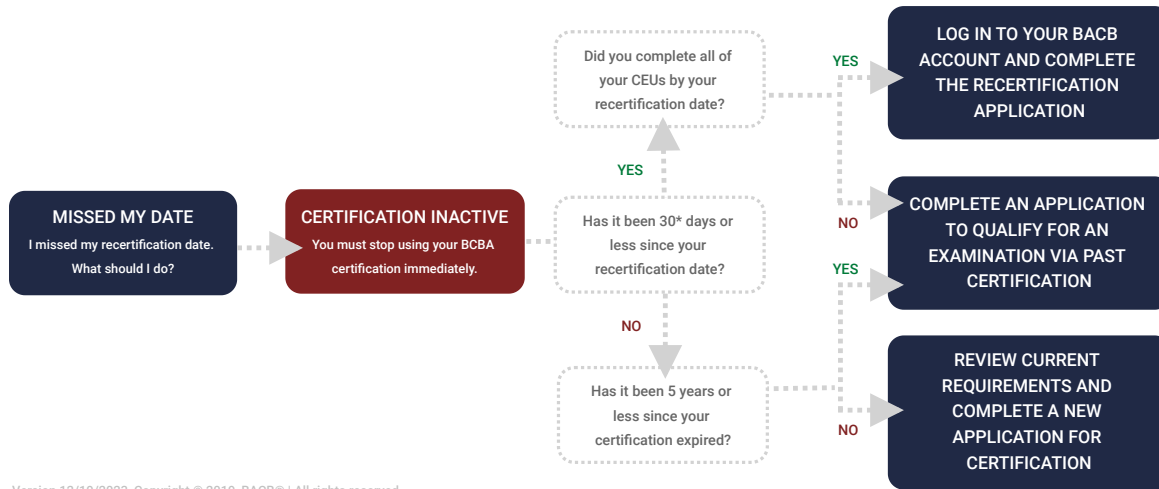 Did you complete all of
your CEUs by your
recertification date?
YES
LOG IN TO YOUR BACB
ACCOUNT AND COMPLETE
THE RECERTIFICATION
APPLICATION
YES
MISSED MY DATE
I missed my recertification date.
What should I do?
CERTIFICATION INACTIVE
You must stop using your BCBA
certification immediately.
Has it been 30* days or
less since your
recertification date?
NO
COMPLETE AN APPLICATION
TO QUALIFY FOR AN
EXAMINATION VIA PAST
CERTIFICATION
YES
NO
Has it been 5 years or
less since your
certification expired?
NO
REVIEW CURRENT
REQUIREMENTS AND
COMPLETE A NEW
APPLICATION FOR
CERTIFICATION